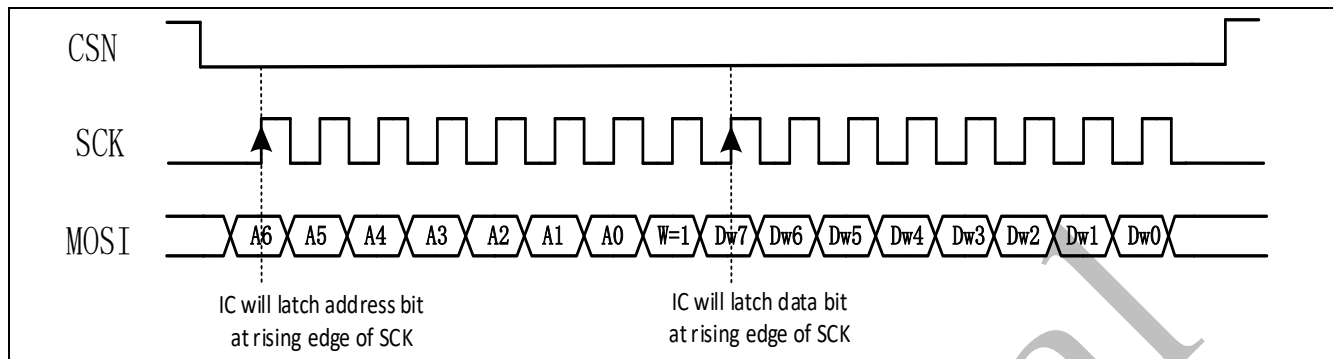 CSN
SCK
MOSI A6 A5 A4 A3 A2 A1 A0 W=1 Dw7 Dw6 Dw5 Dw4 Dw3 Dw2 Dw1 Dw0
IC will latch address bit
at rising edge of SCK
IC will latch data bit
at rising edge of SCK